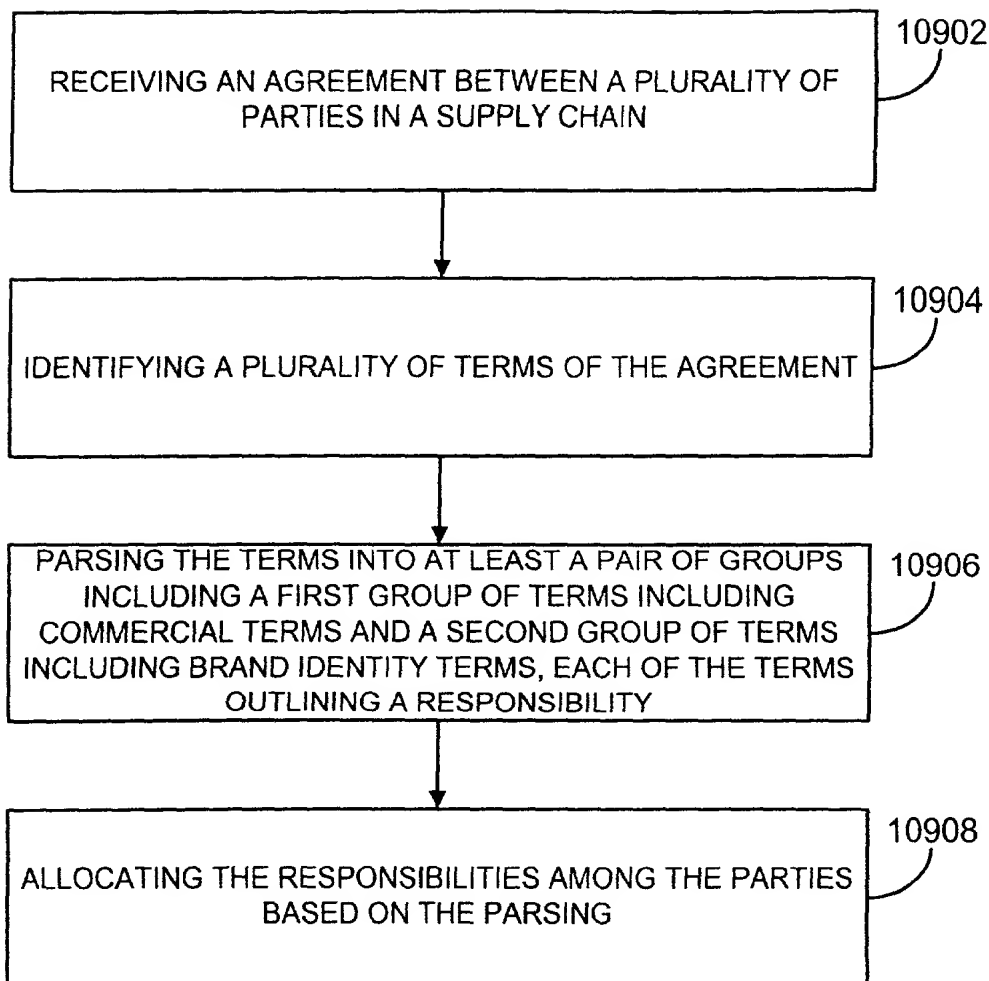 10902
RECEIVING AN AGREEMENT BETWEEN A PLURALITY OF
PARTIES IN A SUPPLY CHAIN
10904
IDENTIFYING A PLURALITY OF TERMS OF THE AGREEMENT
10906
PARSING THE TERMS INTO AT LEAST A PAIR OF GROUPS
INCLUDING A FIRST GROUP OF TERMS INCLUDING
COMMERCIAL TERMS AND A SECOND GROUP OF TERMS
INCLUDING BRAND IDENTITY TERMS, EACH OF THE TERMS
OUTLINING A RESPONSIBILITY
10908
ALLOCATING THE RESPONSIBILITIES AMONG THE PARTIES
BASED ON THE PARSING